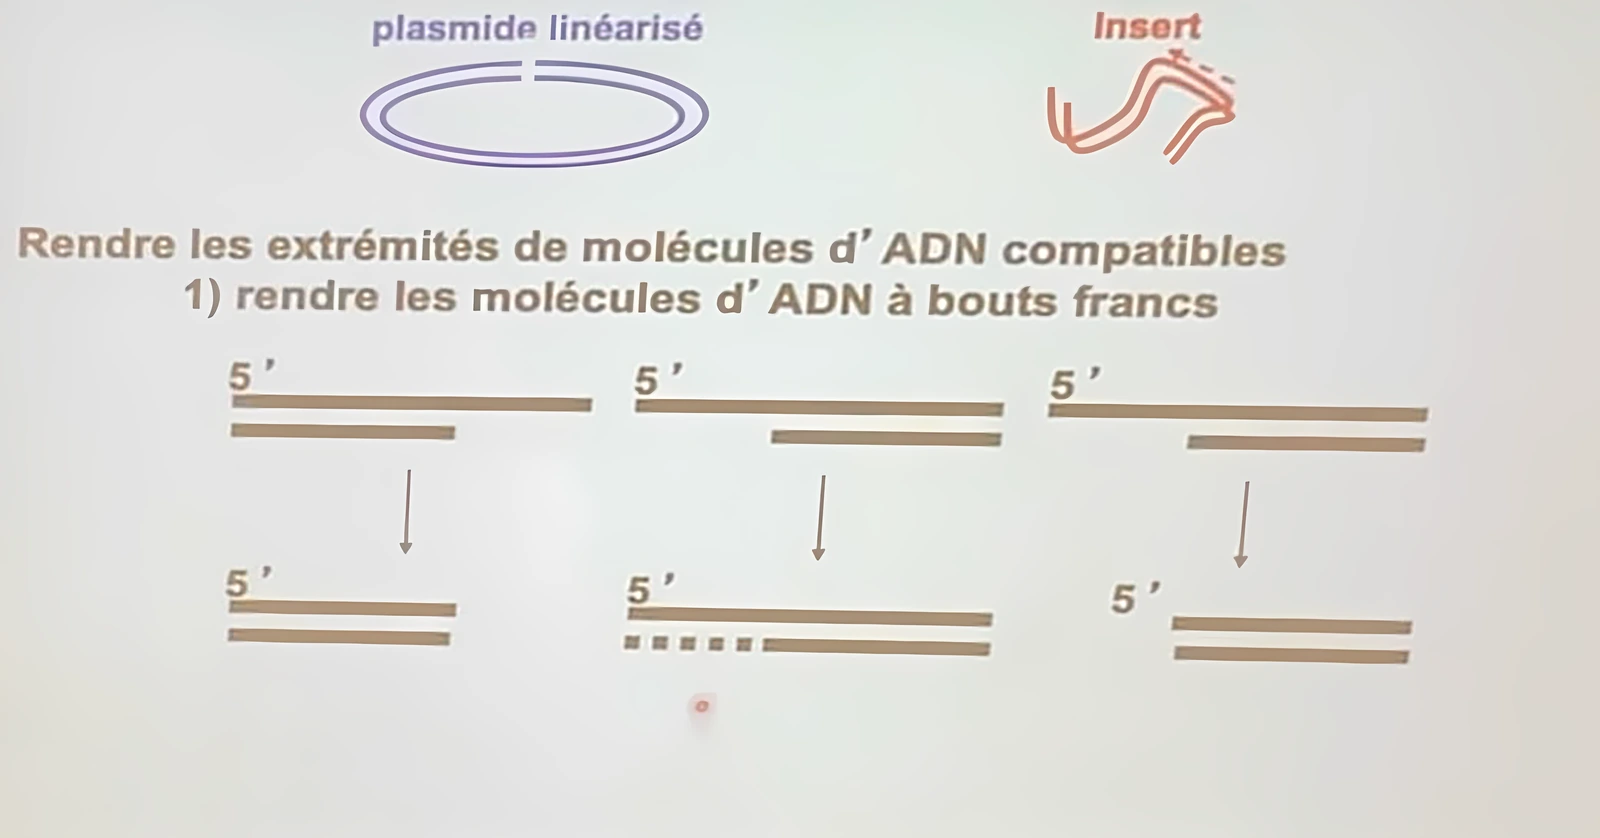 plasmide linéarisé
Insert
Rendre les extrémités de molécules d’ ADN compatibles
1) rendre les molécules d’ ADN à bouts francs
5 ’
5 ’
5 ’
5 ’
5 ’
5 ’